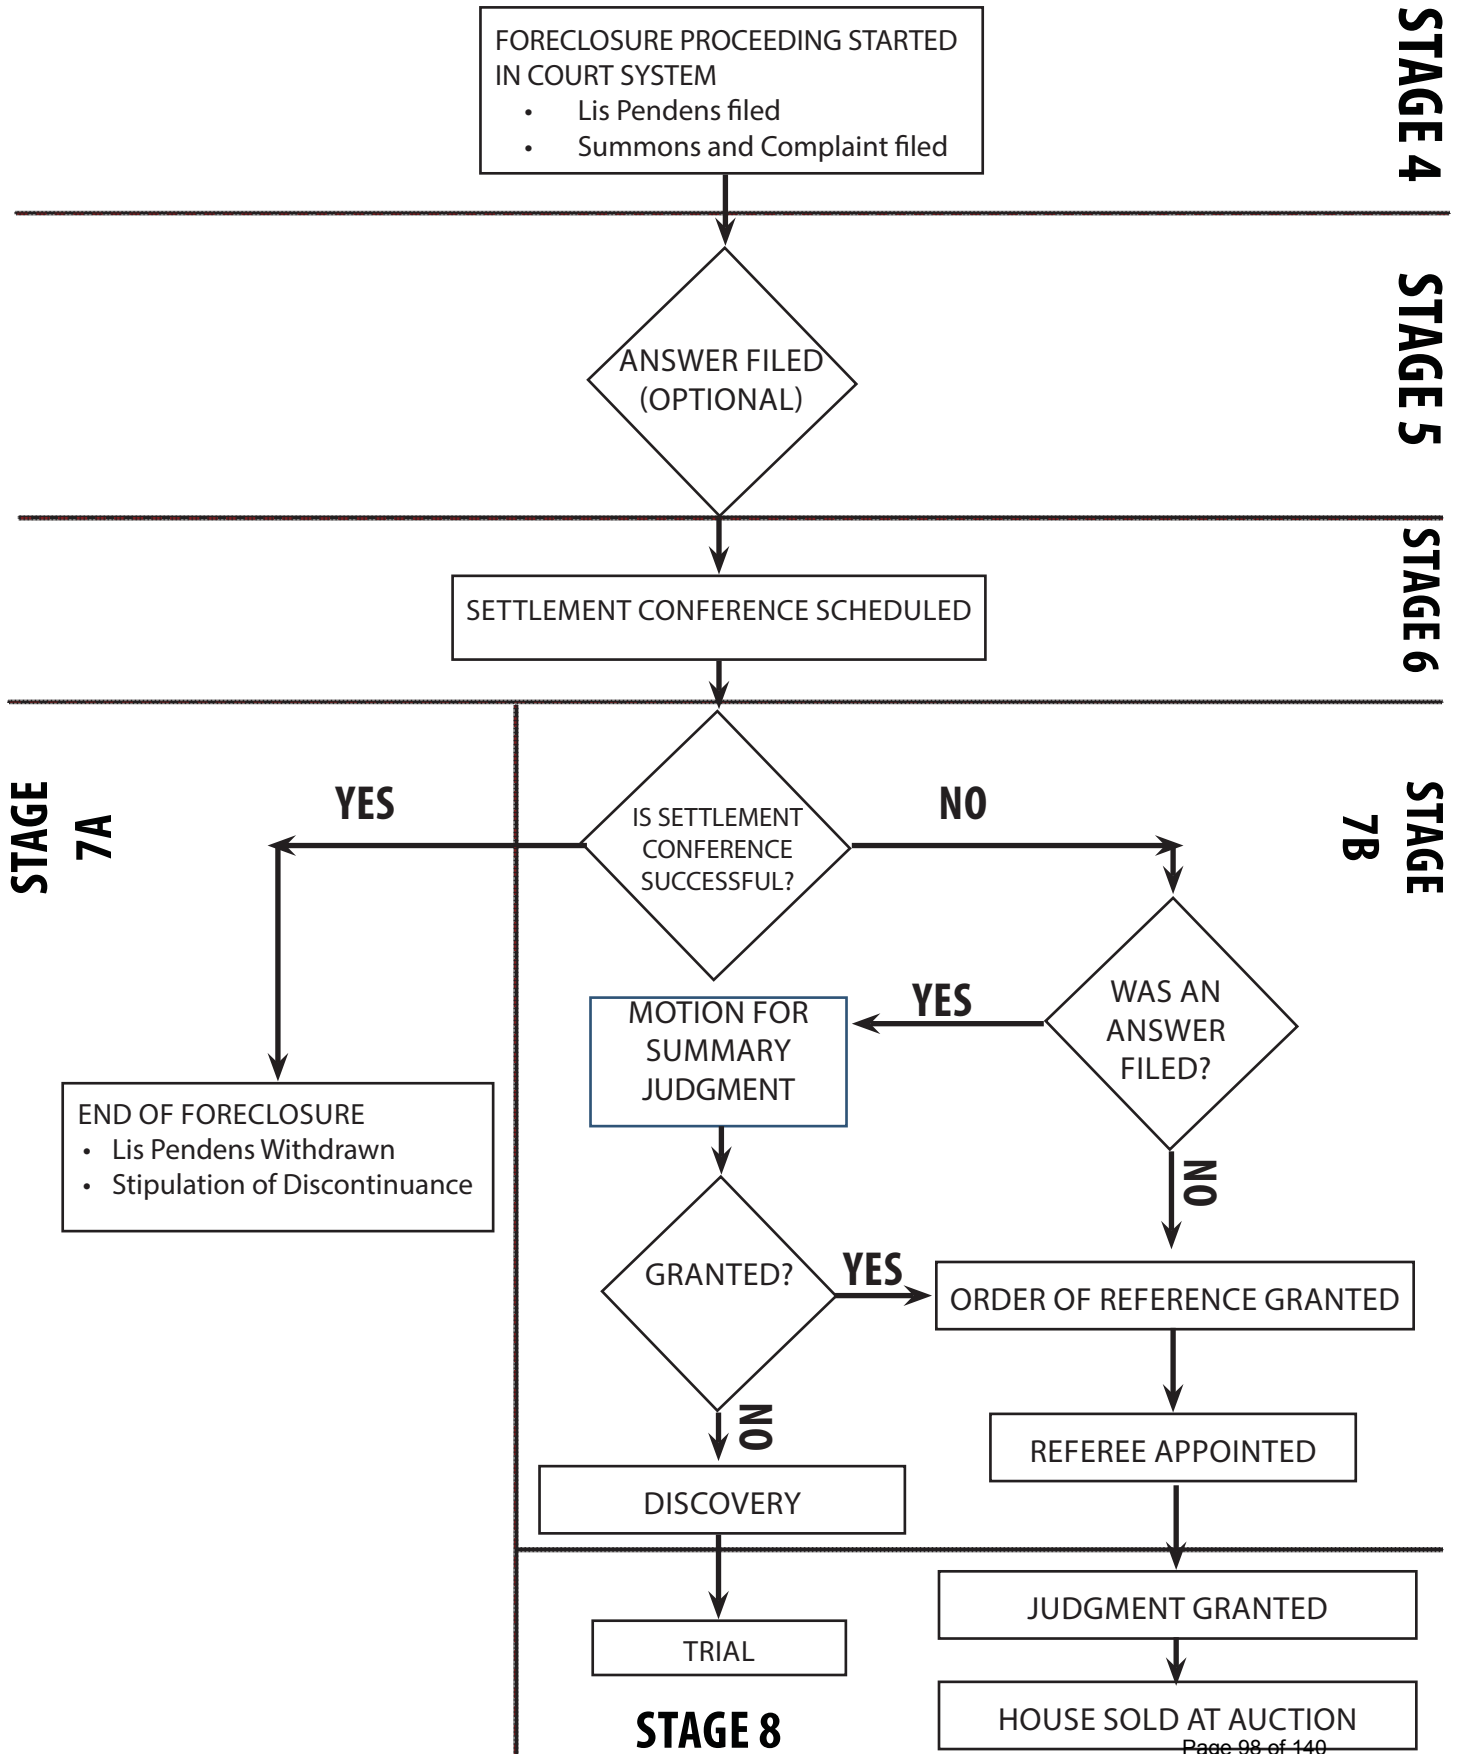 FORECLOSURE PROCEEDING STARTED
IN COURT SYSTEM
• Lis Pendens filed
• Summons and Complaint filed
STAGE 4
ANSWER FILED
(OPTIONAL)
STAGE 5
SETTLEMENT CONFERENCE SCHEDULED
STAGE 6
STAGE
7A
YES
IS SETTLEMENT
CONFERENCE
SUCCESSFUL?
NO
STAGE
7B
END OF FORECLOSURE
• Lis Pendens Withdrawn
• Stipulation of Discontinuance
WAS AN
ANSWER
FILED?
YES
MOTION FOR
SUMMARY
JUDGMENT
NO
GRANTED?
YES
ORDER OF REFERENCE GRANTED
NO
REFEREE APPOINTED
DISCOVERY
JUDGMENT GRANTED
TRIAL
HOUSE SOLD AT AUCTION
STAGE 8
Page 98 of 140